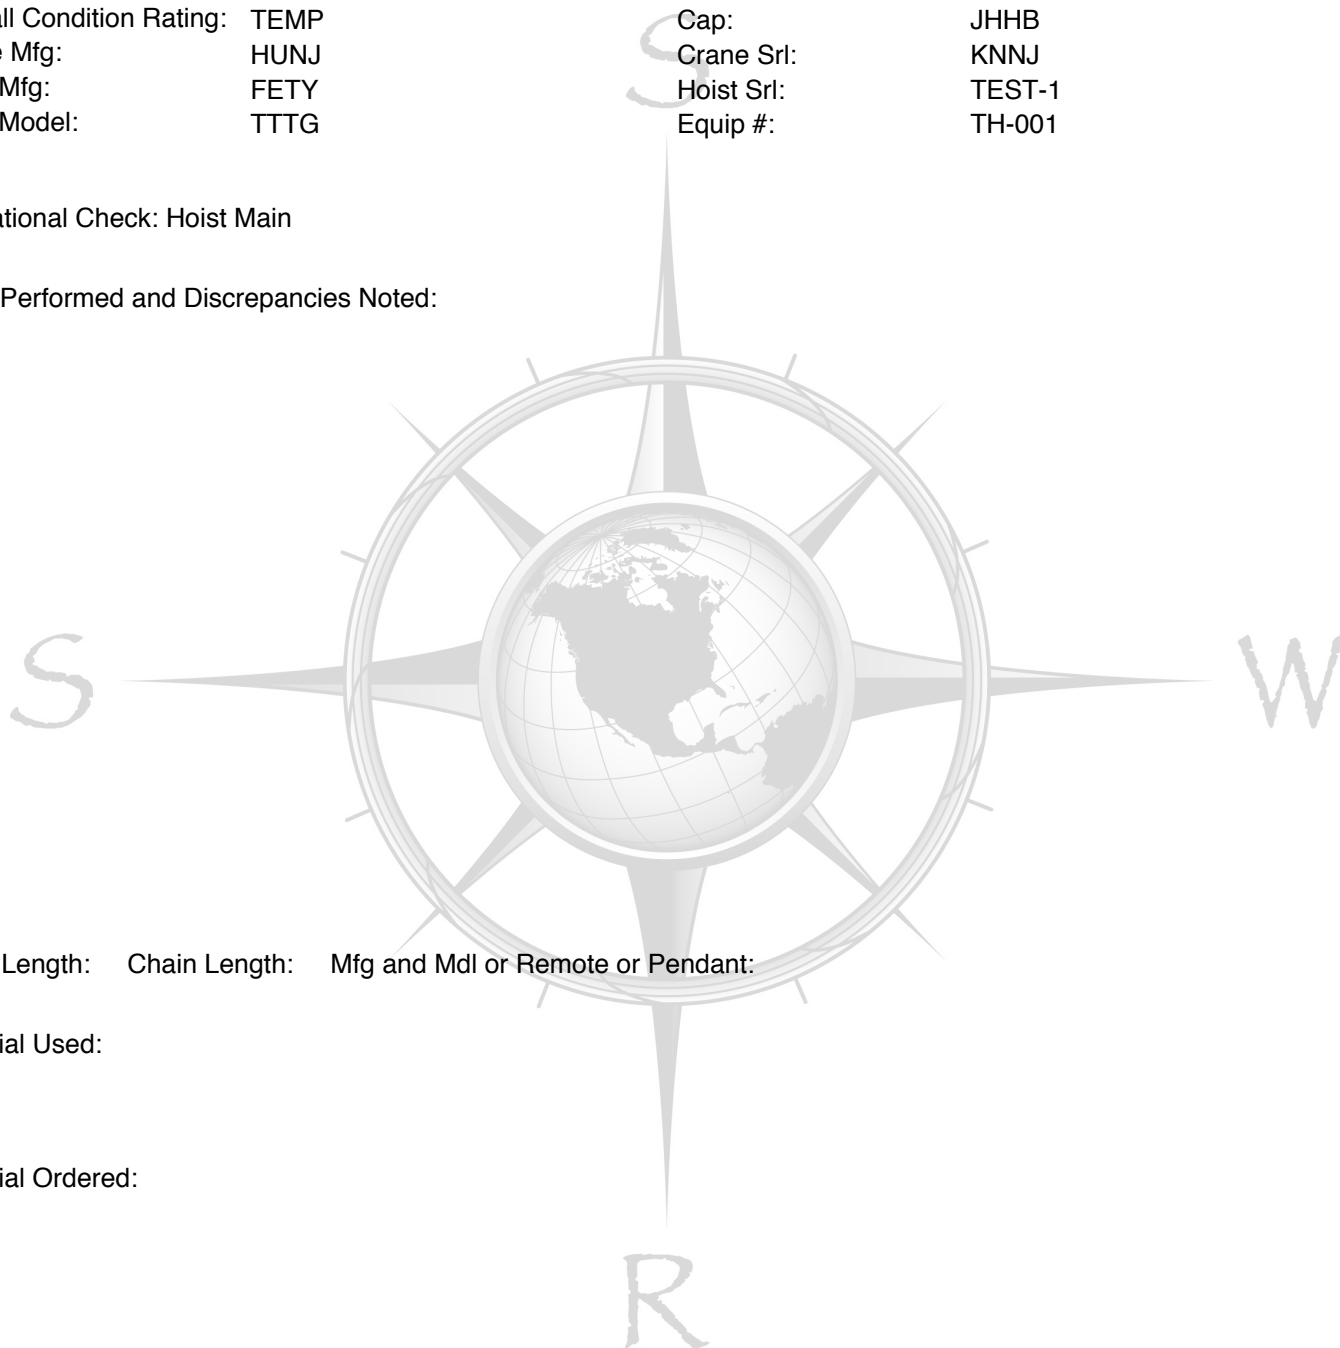 all Condition Rating: TEMP Cap: JHHB
e Mfg: HUNJ Crane Srl: KNNJ
Mfg: FETY Hoist Srl: TEST-1
Model: TTTG Equip #: TH-001
ational Check: Hoist Main
Performed and Discrepancies Noted:
Length: Chain Length: Mfg and Mdl or Remote or Pendant:
ial Used:
ial Ordered:
S
S
W
R